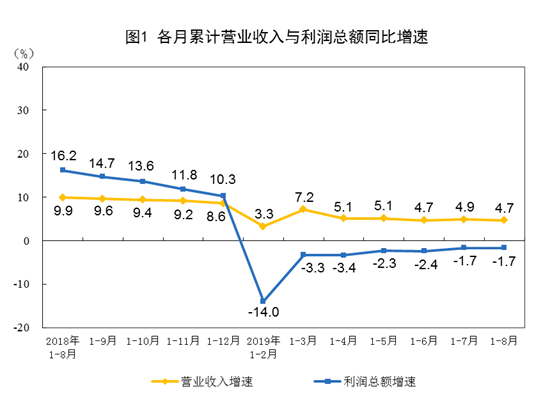 图1 各月累计营业收入与利润总额同比增速
(%)
40
30
20
10
0
-10
-20
16.2 14.7 13.6 11.8 10.3 7.2 5.1 5.1 4.7 4.9 4.7
9.9 9.6 9.4 9.2 8.6 3.3
-14.0 -3.3 -3.4 -2.3 -2.4 -1.7 -1.7
2018年 1-9月 1-10月 1-11月 1-12月 2019年 1-3月 1-4月 1-5月 1-6月 1-7月 1-8月
1-8月 1-2月
营业收入增速 利润总额增速